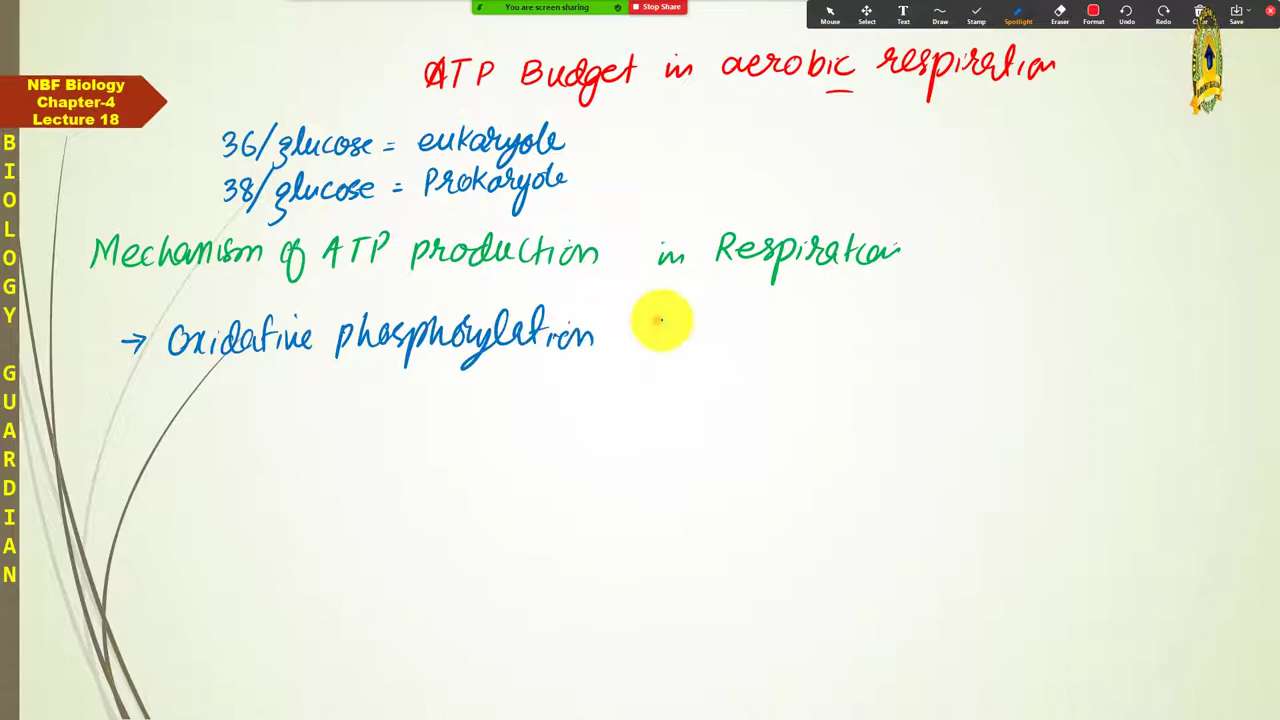 You are screen sharing
Stop Share
Mouse Select Text Draw Stamp Spotlight Eraser Format Undo Redo Clear Save
NBF Biology
Chapter-4
Lecture 18
BIOLOGY GUARDIAN
ATP Budget in aerobic respiration
36/glucose = eukaryote
38/glucose = Prokaryote
Mechanism of ATP production in Respiration
→ Oxidative phosphorylation